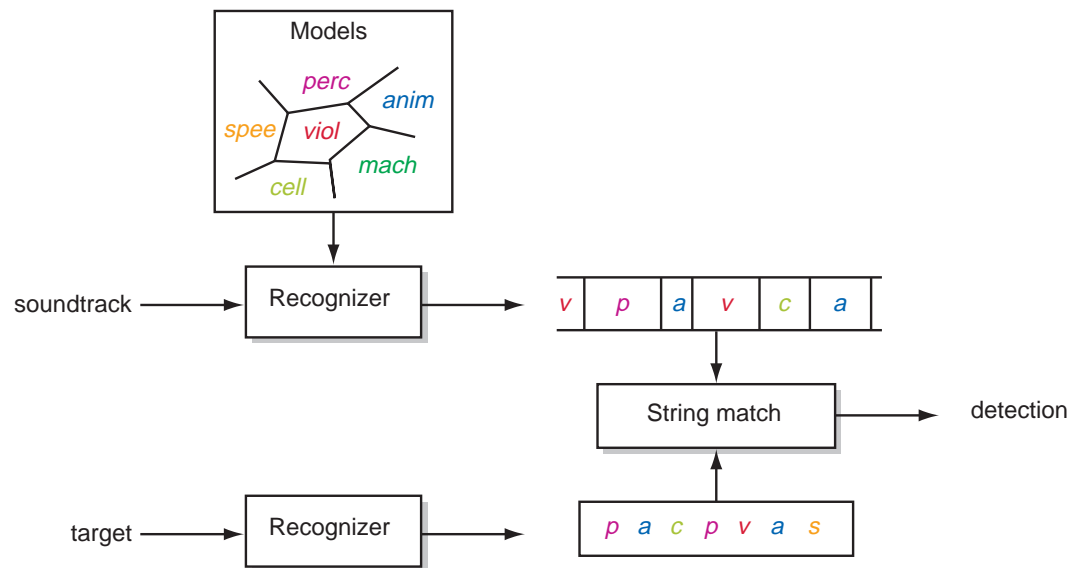 Models
perc
anim
spee
viol
mach
cell
soundtrack
Recognizer
v p a v c a
String match
detection
target
Recognizer
p a c p v a s